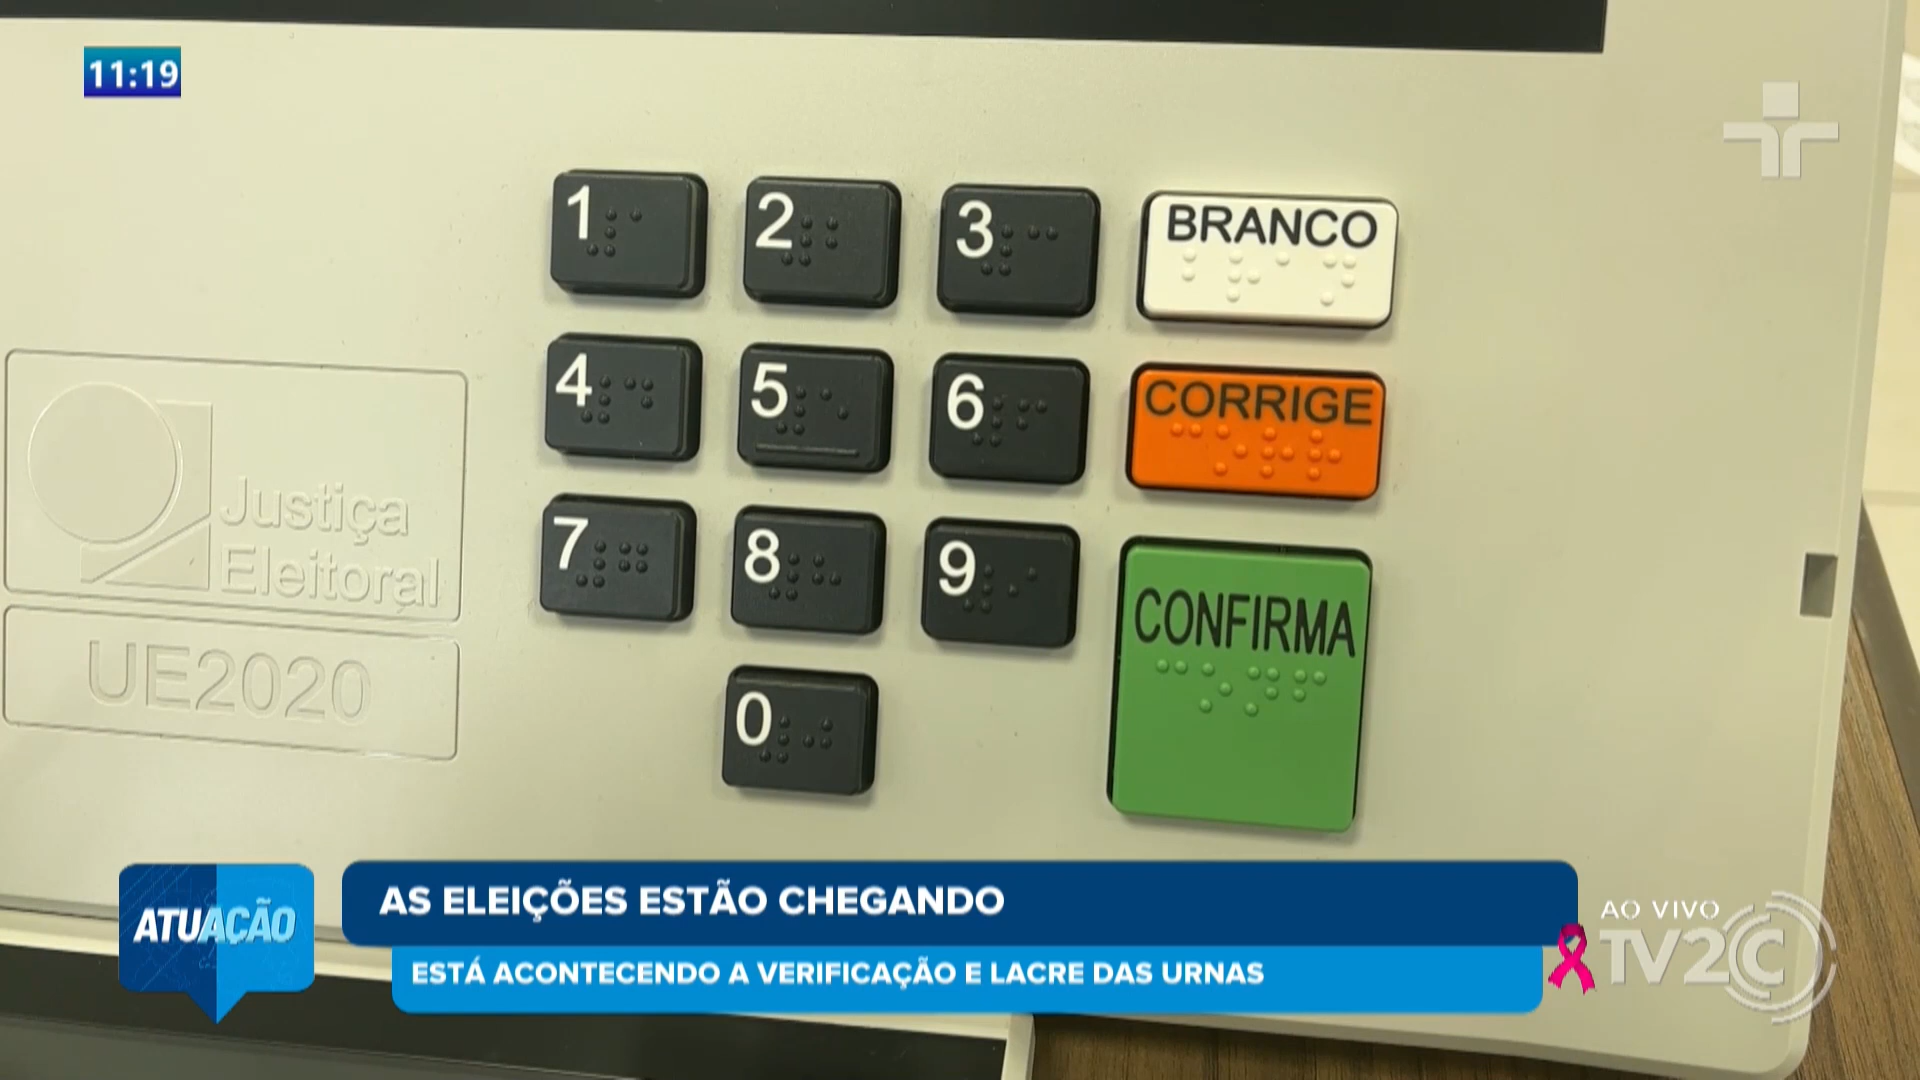 11:19
1
2
3
BRANCO
4
5
6
CORRIGE
7
8
9
CONFIRMA
0
Justiça
Eleitoral
UE2020
ATUAÇÃO
AS ELEIÇÕES ESTÃO CHEGANDO
ESTÁ ACONTECENDO A VERIFICAÇÃO E LACRE DAS URNAS
AO VIVO
TV2C